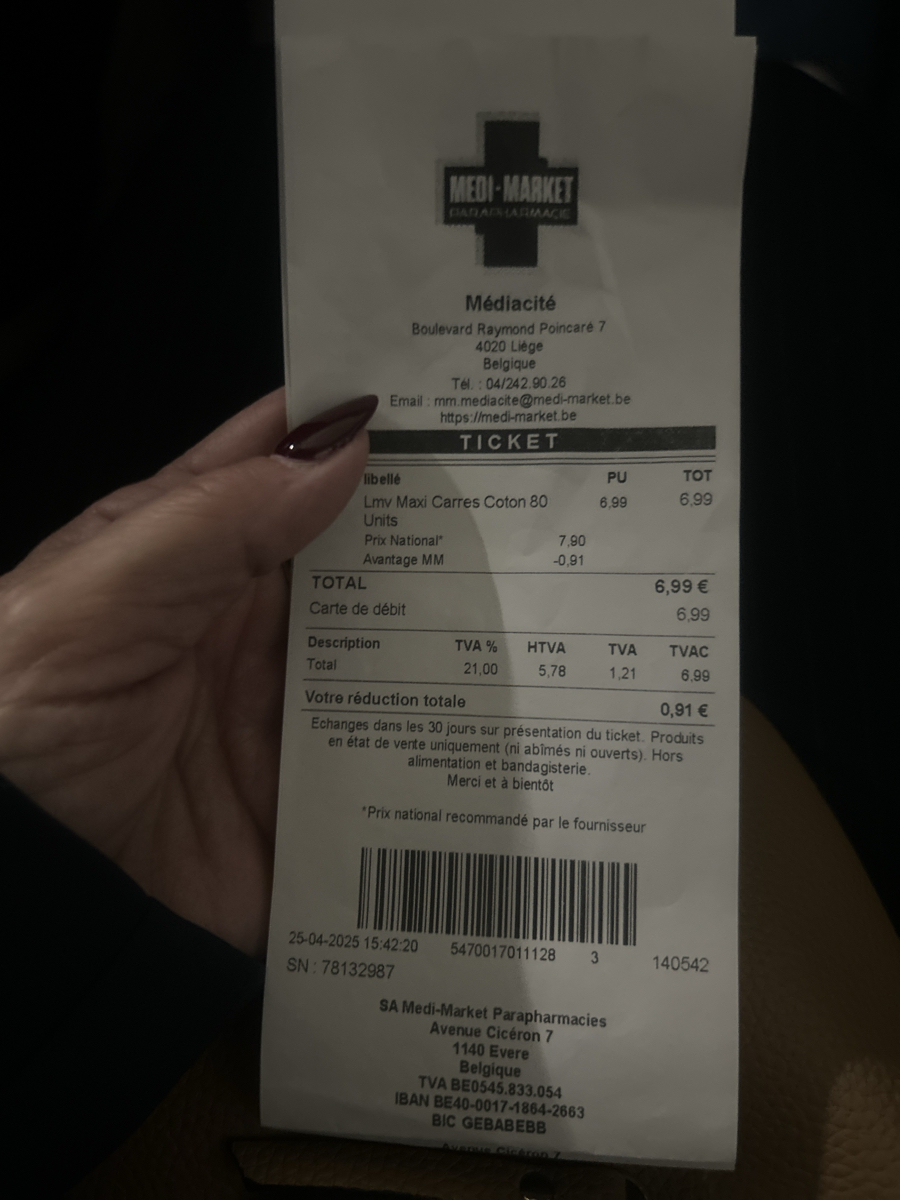 MEDI-MARKET
PARAPHARMACIE
Médiacité
Boulevard Raymond Poincaré 7
4020 Liège
Belgique
Tél. : 04/242.90.26
Email : mm.mediacite@medi-market.be
https://medi-market.be
TICKET
libellé PU TOT
Lmv Maxi Carres Coton 80 6,99 6,99
Units
Prix National* 7,90
Avantage MM -0,91
TOTAL 6,99 €
Carte de débit 6,99
Description TVA % HTVA TVA TVAC
Total 21,00 5,78 1,21 6,99
Votre réduction totale 0,91 €
Echanges dans les 30 jours sur présentation du ticket. Produits
en état de vente uniquement (ni abîmés ni ouverts). Hors
alimentation et bandagisterie.
Merci et à bientôt
*Prix national recommandé par le fournisseur
25-04-2025 15:42:20 5470017011128 3 140542
SN : 78132987
SA Medi-Market Parapharmacies
Avenue Cicéron 7
1140 Evere
Belgique
TVA BE0545.833.054
IBAN BE40-0017-1864-2663
BIC GEBABEBB
Avenue Cicéron 7